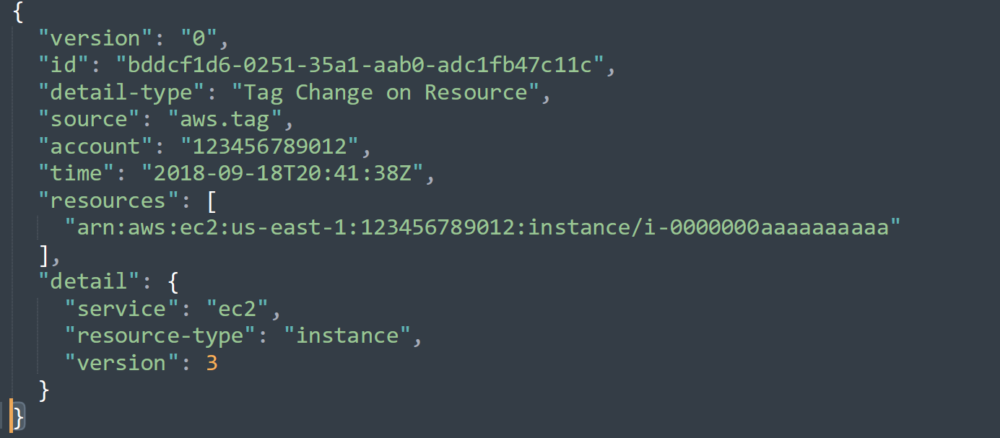 {
"version": "0",
"id": "bddcf1d6-0251-35a1-aab0-adc1fb47c11c",
"detail-type": "Tag Change on Resource",
"source": "aws.tag",
"account": "123456789012",
"time": "2018-09-18T20:41:38Z",
"resources": [
"arn:aws:ec2:us-east-1:123456789012:instance/i-0000000aaaaaaaaaa"
],
"detail": {
"service": "ec2",
"resource-type": "instance",
"version": 3
}
}